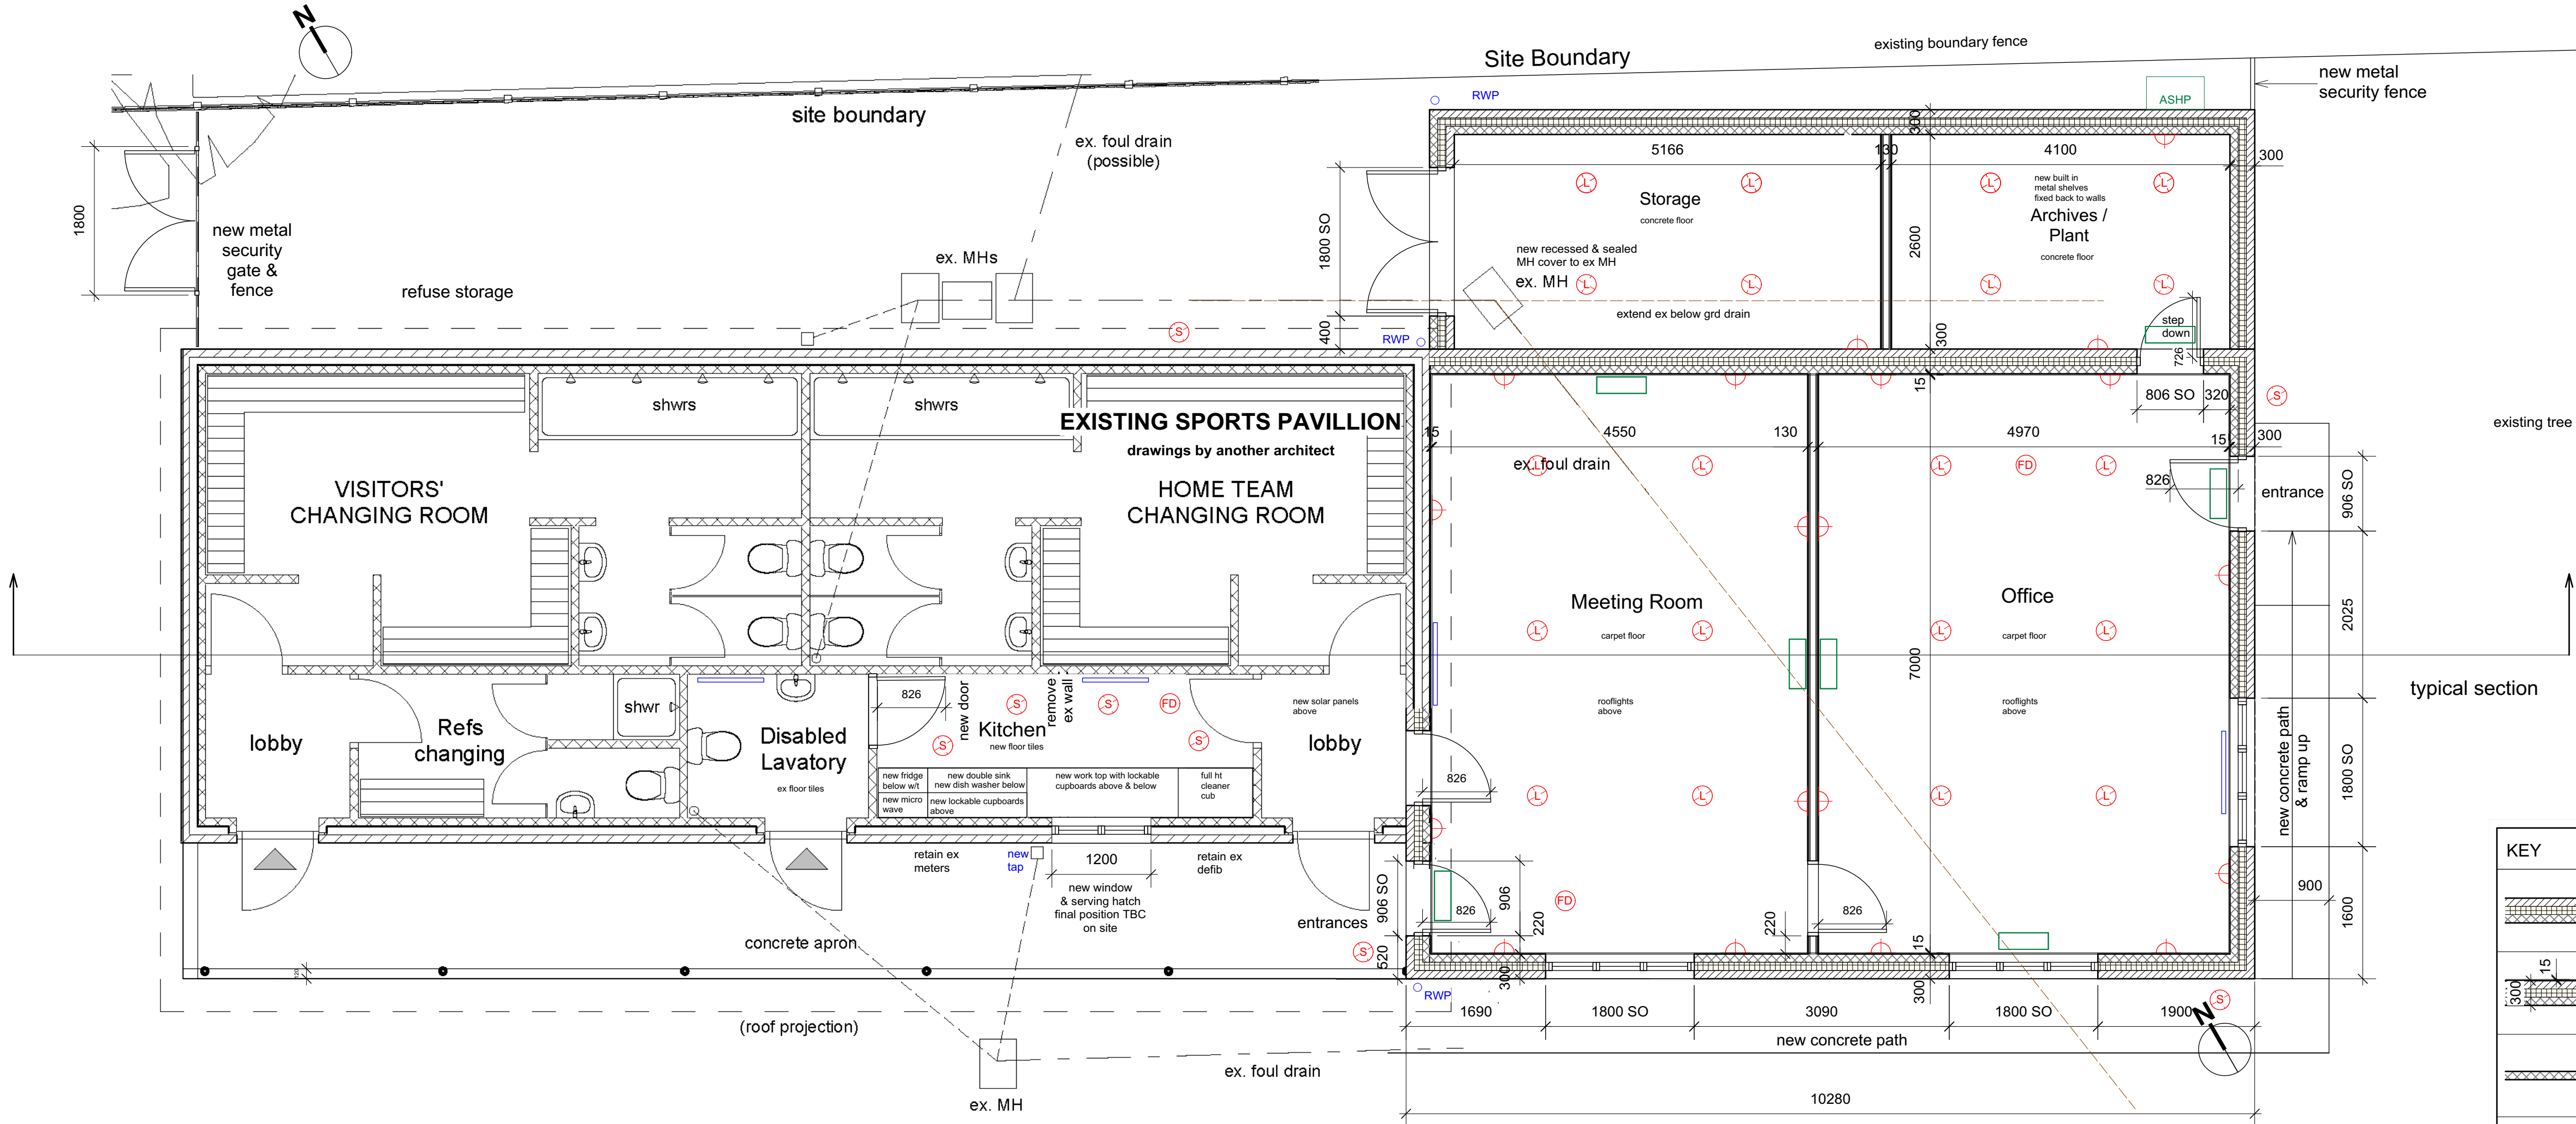 N
Site Boundary
existing boundary fence
new metal
security fence
site boundary
RWP
ASHP
ex. foul drain
(possible)
300
5166
130
4100
300
1800
new metal
security
gate &
fence
refuse storage
ex. MHs
1800 SO
400
RWP
S
L
L
L
L
Storage
concrete floor
new built in
metal shelves
fixed back to walls
Archives /
Plant
concrete floor
2600
new recessed & sealed
MH cover to ex MH
ex. MH
L
L
L
L
extend ex below grd drain
300
step
down
726
15
806 SO
320
S
shwrs
shwrs
EXISTING SPORTS PAVILLION
drawings by another architect
15
4550
130
4970
15
300
existing tree
ex. foul drain
L
L
L
FD
L
826
entrance
906 SO
VISITORS'
CHANGING ROOM
HOME TEAM
CHANGING ROOM
Meeting Room
carpet floor
Office
carpet floor
L
L
L
L
2025
7000
rooflights
above
rooflights
above
typical section
shwr
826
new door
S
remove
ex wall
S
FD
S
S
Kitchen
new floor tiles
new solar panels
above
lobby
lobby
Refs
changing
Disabled
Lavatory
ex floor tiles
new fridge
below w/t
new double sink
new dish washer below
new work top with lockable
cupboards above & below
full ht
cleaner
cub
new micro
wave
new lockable cupboards
above
826
L
L
L
L
new concrete path
& ramp up
1800 SO
KEY
retain ex
meters
new
tap
1200
retain ex
defib
new window
& serving hatch
final position TBC
on site
906 SO
826
906
220
FD
220
826
900
1600
entrances
concrete apron
S
520
300
15
300
120
RWP
S
15
300
(roof projection)
1690
1800 SO
3090
1800 SO
1900
N
new concrete path
ex. foul drain
ex. MH
10280